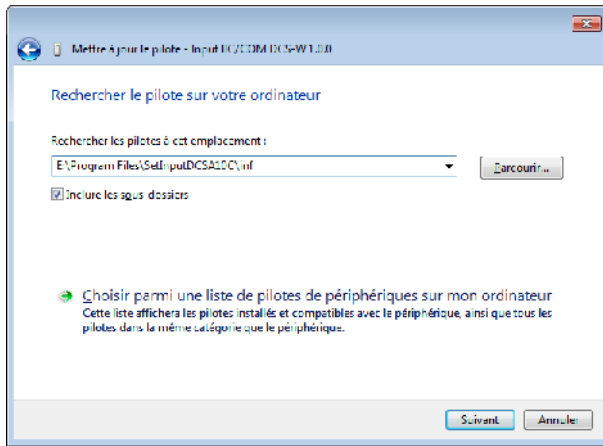 Mettre à jour le pilote - Input IIC/COM DCS-W 1.0.0
Rechercher le pilote sur votre ordinateur
Rechercher les pilotes à cet emplacement :
E:\Program Files\SetInputDCSA10C\inf
Parcourir...
Inclure les sous-dossiers
Choisir parmi une liste de pilotes de périphériques sur mon ordinateur
Cette liste affichera les pilotes installés et compatibles avec le périphérique, ainsi que tous les
pilotes dans la même catégorie que le périphérique.
Suivant
Annuler